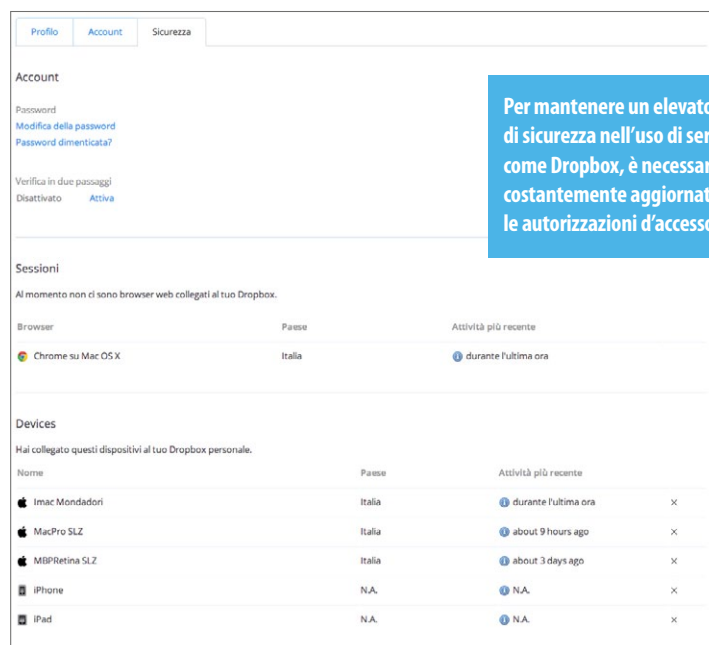 Profilo Account Sicurezza
Account
Password
Modifica della password
Password dimenticata?
Verifica in due passaggi
Disattivato Attiva
Per mantenere un elevato
di sicurezza nell'uso di ser
come Dropbox, è necessar
costantemente aggiornat
le autorizzazioni d'accesso
Sessioni
Al momento non ci sono browser web collegati al tuo Dropbox.
Browser Paese Attività più recente
Chrome su Mac OS X Italia durante l'ultima ora
Devices
Hai collegato questi dispositivi al tuo Dropbox personale.
Nome Paese Attività più recente
Imac Mondadori Italia durante l'ultima ora ×
MacPro SLZ Italia about 9 hours ago ×
MBPRetina SLZ Italia about 3 days ago ×
iPhone N.A. N.A. ×
iPad N.A. N.A. ×